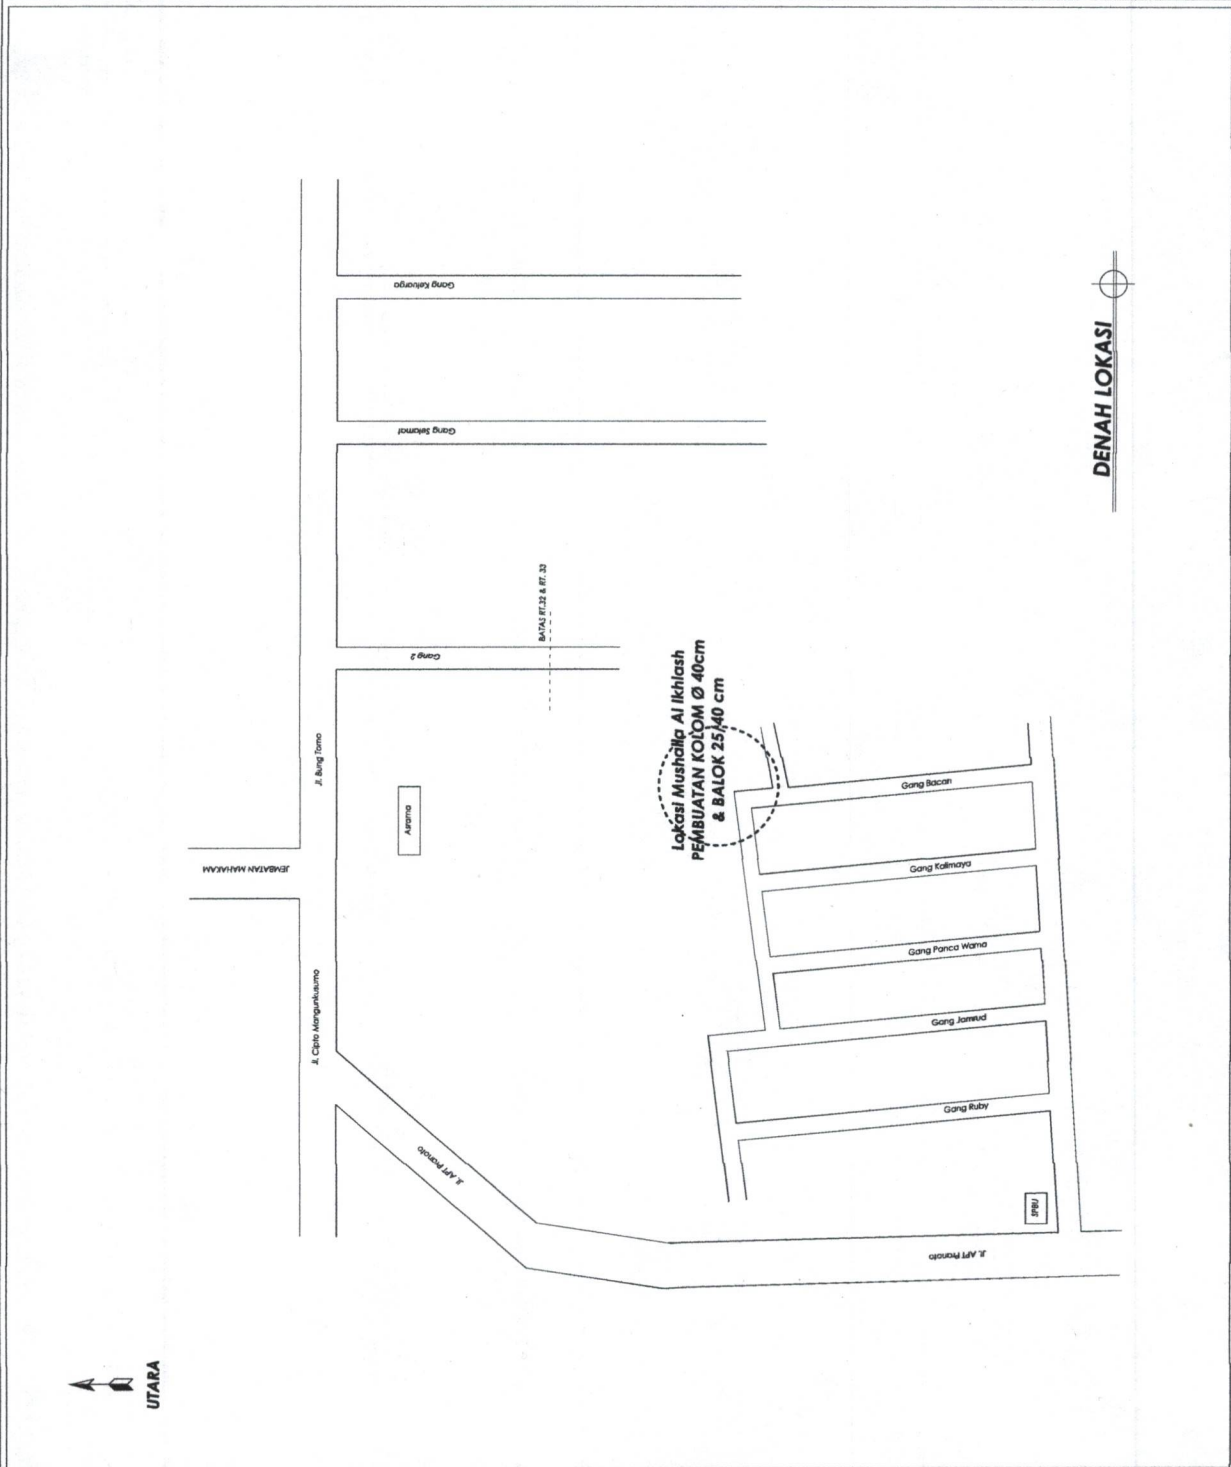 Gang Keluarga
Gang Selamat
BATAS RT.32 & RT. 33
Gang 2
Jl. Bung Tomo
Asrama
JEMBATAN MAHAKAM
Jl. Cipto Mangunkusumo
Jl. APT Pranoto
Lokasi Musholla Al Ikhlash
PEMBUATAN KOLOM Ø 40cm
& BALOK 25/40 cm
Gang Bacan
Gang Kalimaya
Gang Panca Warna
Gang Jamrud
Gang Ruby
SPBU
Jl. APT Pranoto
DENAH LOKASI
UTARA